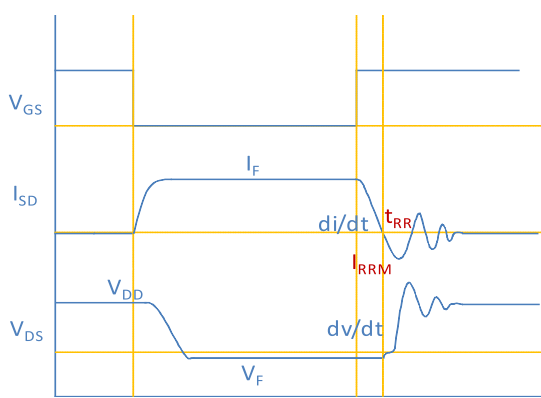 VGS
IF
ISD
tRR
di/dt
IRRM
VDD
VDS
dv/dt
VF